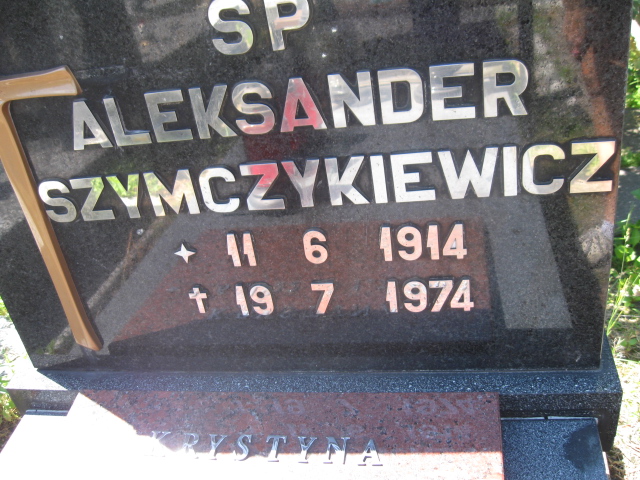 SP
ALEKSANDER
SZYMCZYKIEWICZ
11 6 1914
✝ 19 7 1974
KRYSTYNA